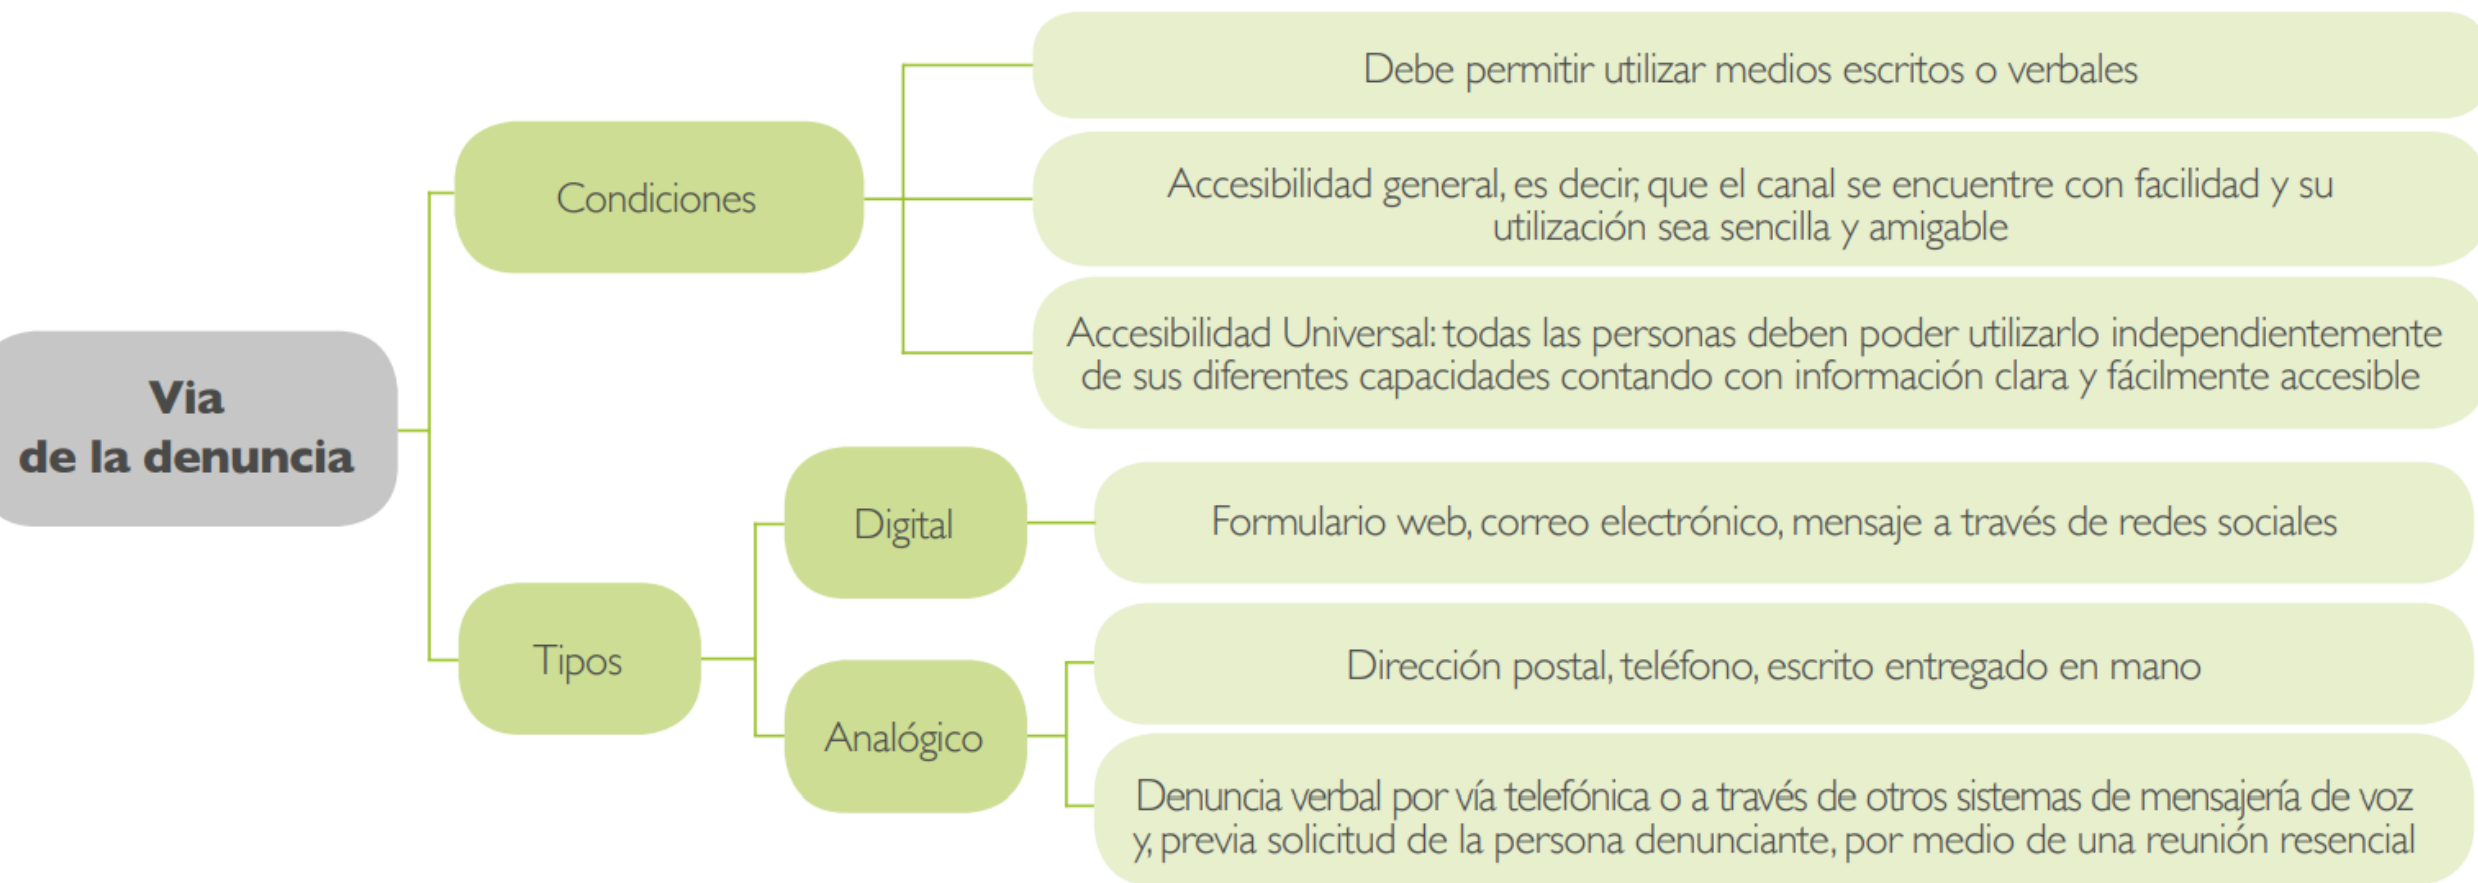 Debe permitir utilizar medios escritos o verbales
Condiciones
Accesibilidad general, es decir, que el canal se encuentre con facilidad y su
utilización sea sencilla y amigable
Accesibilidad Universal: todas las personas deben poder utilizarlo independientemente
de sus diferentes capacidades contando con información clara y fácilmente accesible
Via
de la denuncia
Digital
Formulario web, correo electrónico, mensaje a través de redes sociales
Tipos
Dirección postal, teléfono, escrito entregado en mano
Analógico
Denuncia verbal por vía telefónica o a través de otros sistemas de mensajería de voz
y, previa solicitud de la persona denunciante, por medio de una reunión resencial